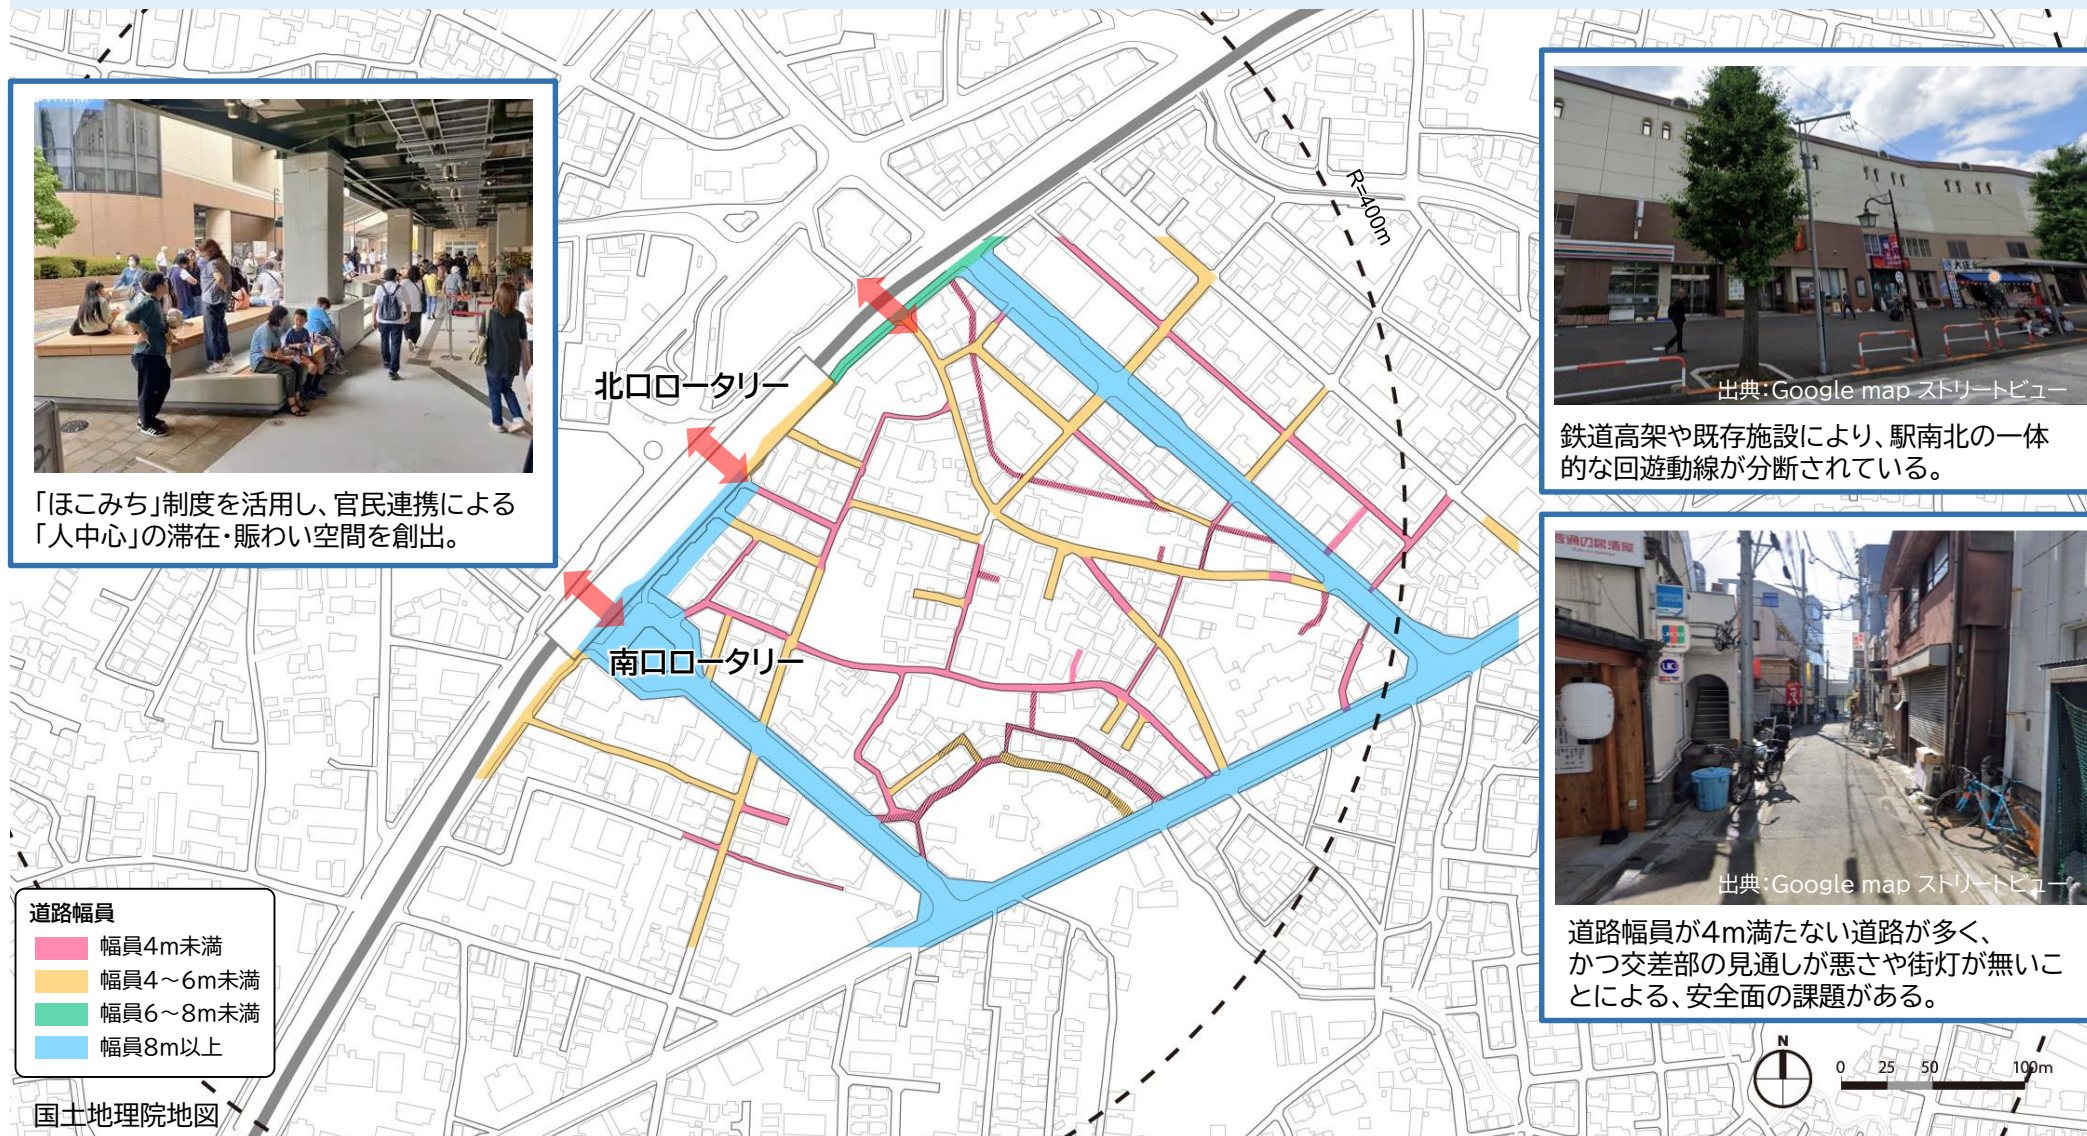 「ほこみち」制度を活用し、官民連携による
「人中心」の滞在・賑わい空間を創出。
北口ロータリー
南口ロータリー
R=400m
出典：Google map ストリートビュー
鉄道高架や既存施設により、駅南北の一体
的な回遊動線が分断されている。
普通の居酒屋
JCB
出典：Google map ストリートビュー
道路幅員が4m満たない道路が多く、
かつ交差部の見通しが悪さや街灯が無いこ
とによる、安全面の課題がある。
道路幅員
幅員4m未満
幅員4～6m未満
幅員6～8m未満
幅員8m以上
国土地理院地図
N
0 25 50 100m